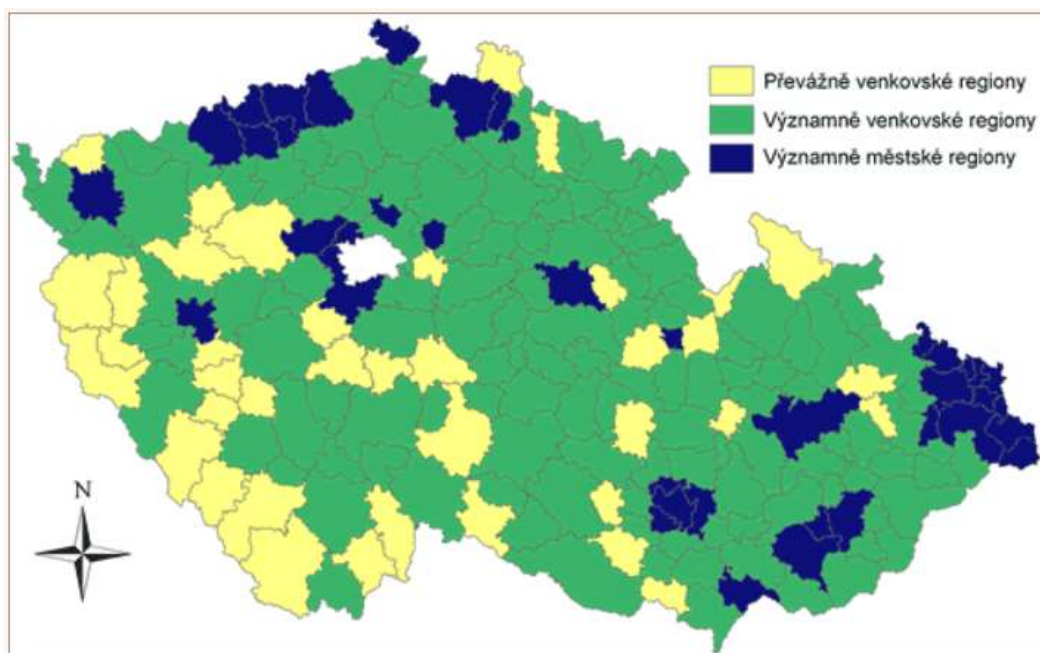 Převážně venkovské regiony
Významně venkovské regiony
Významně městské regiony
N